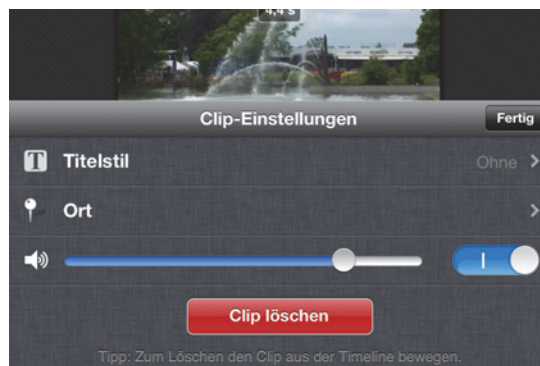 4,4 s
Clip-Einstellungen
Fertig
T Titelstil
Ohne
Ort
Clip löschen
Tipp: Zum Löschen den Clip aus der Timeline bewegen.